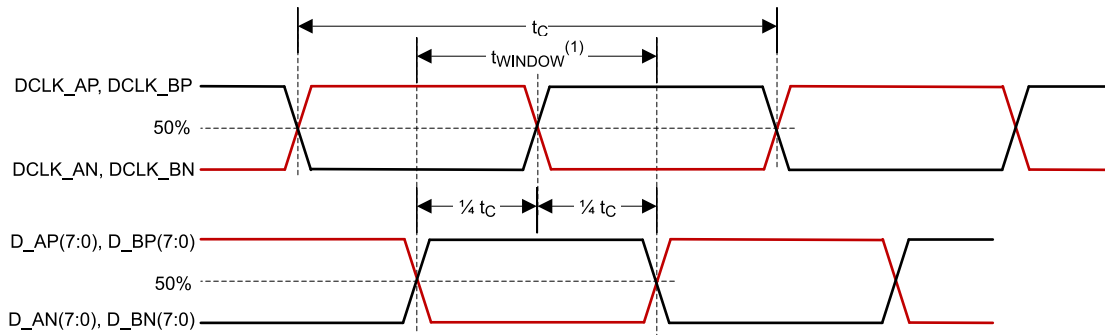 tC
tWINDOW(1)
DCLK_AP, DCLK_BP
50%
DCLK_AN, DCLK_BN
¼ tC ¼ tC
D_AP(7:0), D_BP(7:0)
50%
D_AN(7:0), D_BN(7:0)